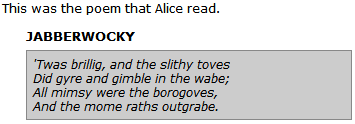 This was the poem that Alice read.
JABBERWOCKY
'Twas brillig, and the slithy toves
Did gyre and gimble in the wabe;
All mimsy were the borogoves,
And the mome raths outgrabe.